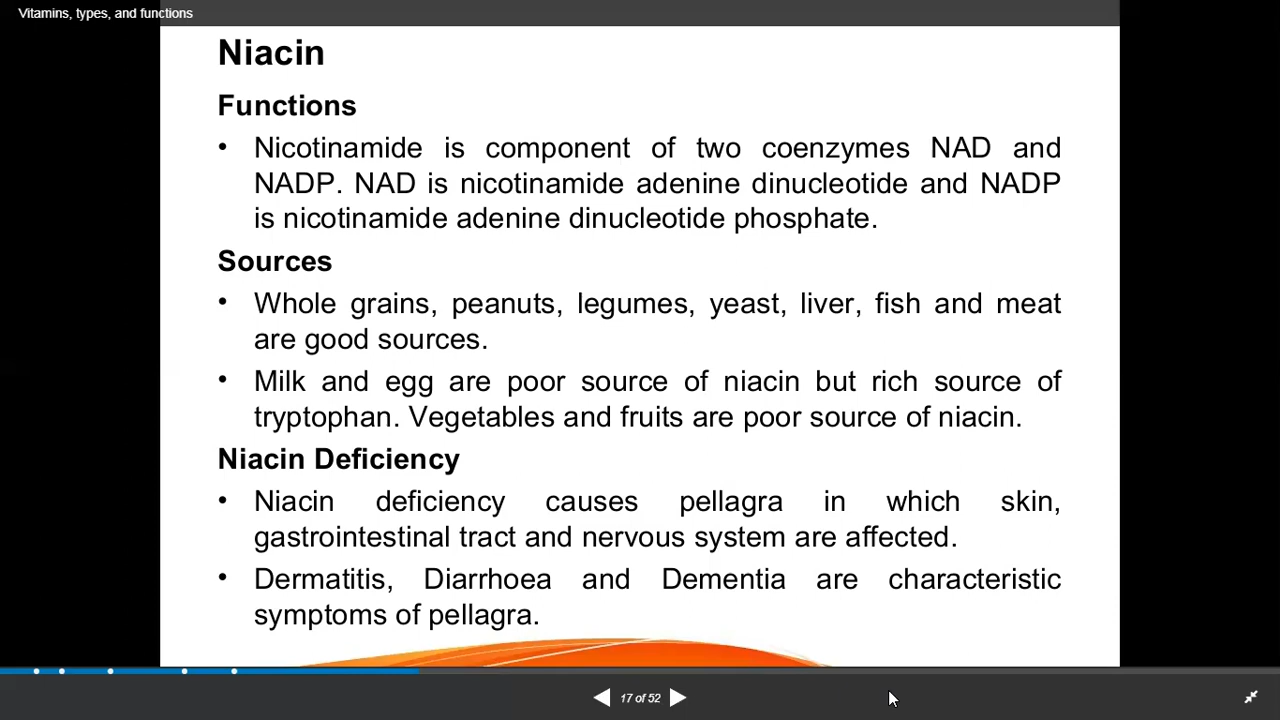 Vitamins, types, and functions
Niacin
Functions
• Nicotinamide is component of two coenzymes NAD and
NADP. NAD is nicotinamide adenine dinucleotide and NADP
is nicotinamide adenine dinucleotide phosphate.
Sources
• Whole grains, peanuts, legumes, yeast, liver, fish and meat
are good sources.
• Milk and egg are poor source of niacin but rich source of
tryptophan. Vegetables and fruits are poor source of niacin.
Niacin Deficiency
• Niacin deficiency causes pellagra in which skin,
gastrointestinal tract and nervous system are affected.
• Dermatitis, Diarrhoea and Dementia are characteristic
symptoms of pellagra.
17 of 52